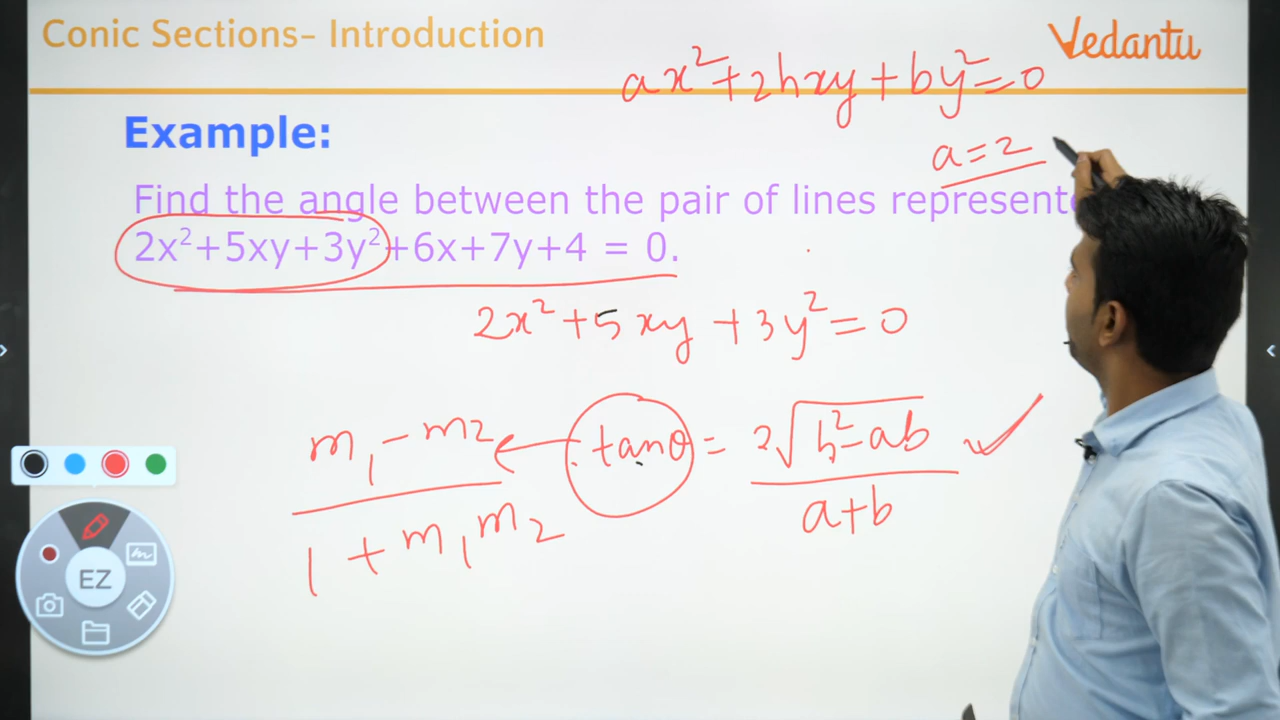 Conic Sections- Introduction
Vedantu
ax²+2hxy+by²=0
Example:
a=2
Find the angle between the pair of lines represent
2x²+5xy+3y²+6x+7y+4 = 0.
2x²+5xy+3y²=0
m₁-m₂ ← tanθ = 2√h²-ab
1+m₁m₂ a+b
EZ